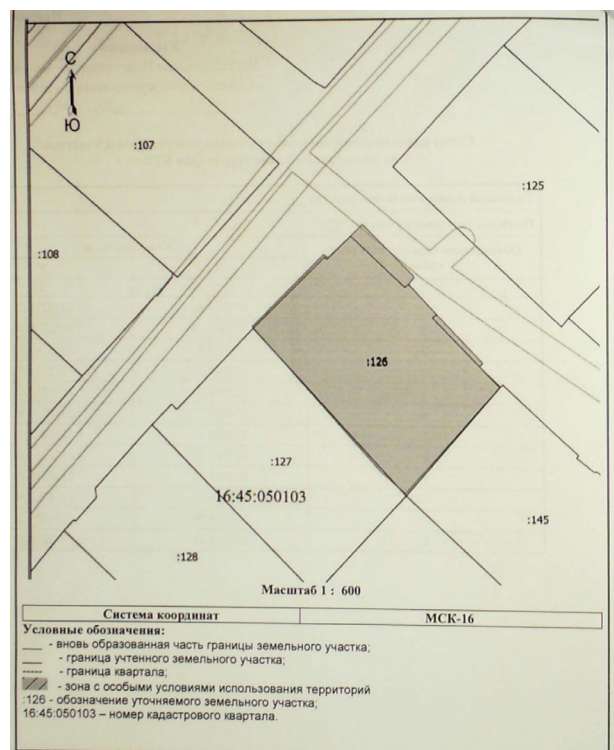 С
Ю
:107
:125
:108
:126
:127
16:45:050103
:145
:128
Масштаб 1 : 600
Система координат МСК-16
Условные обозначения:
- вновь образованная часть границы земельного участка;
- граница учтенного земельного участка;
- граница квартала;
- зона с особыми условиями использования территорий
:126 - обозначение уточняемого земельного участка;
16:45:050103 – номер кадастрового квартала.